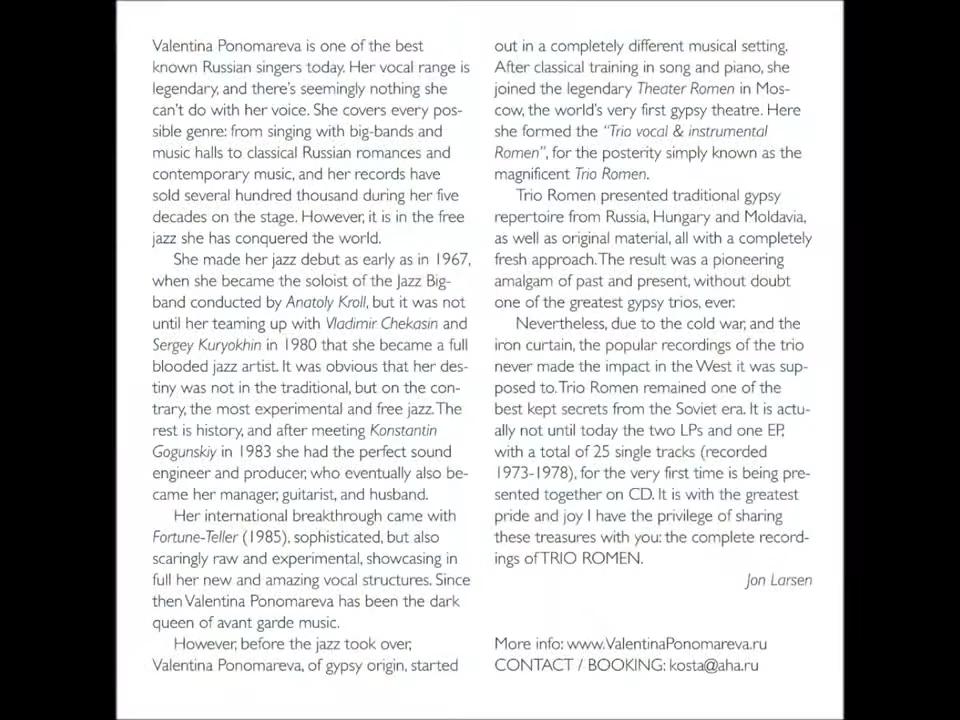 Valentina Ponomareva is one of the best
known Russian singers today. Her vocal range is
legendary, and there's seemingly nothing she
can't do with her voice. She covers every pos-
sible genre: from singing with big-bands and
music halls to classical Russian romances and
contemporary music, and her records have
sold several hundred thousand during her five
decades on the stage. However, it is in the free
jazz she has conquered the world.
She made her jazz debut as early as in 1967,
when she became the soloist of the Jazz Big-
band conducted by Anatoly Kroll, but it was not
until her teaming up with Vladimir Chekasin and
Sergey Kuryokhin in 1980 that she became a full
blooded jazz artist. It was obvious that her des-
tiny was not in the traditional, but on the con-
trary, the most experimental and free jazz. The
rest is history, and after meeting Konstantin
Gogunskiy in 1983 she had the perfect sound
engineer and producer, who eventually also be-
came her manager, guitarist, and husband.
Her international breakthrough came with
Fortune-Teller (1985), sophisticated, but also
scaringly raw and experimental, showcasing in
full her new and amazing vocal structures. Since
then Valentina Ponomareva has been the dark
queen of avant garde music.
However, before the jazz took over,
Valentina Ponomareva, of gypsy origin, started
out in a completely different musical setting.
After classical training in song and piano, she
joined the legendary Theater Romen in Mos-
cow, the world's very first gypsy theatre. Here
she formed the "Trio vocal & instrumental
Romen", for the posterity simply known as the
magnificent Trio Romen.
Trio Romen presented traditional gypsy
repertoire from Russia, Hungary and Moldavia,
as well as original material, all with a completely
fresh approach. The result was a pioneering
amalgam of past and present, without doubt
one of the greatest gypsy trios, ever.
Nevertheless, due to the cold war, and the
iron curtain, the popular recordings of the trio
never made the impact in the West it was sup-
posed to. Trio Romen remained one of the
best kept secrets from the Soviet era. It is actu-
ally not until today the two LPs and one EP,
with a total of 25 single tracks (recorded
1973-1978), for the very first time is being pre-
sented together on CD. It is with the greatest
pride and joy I have the privilege of sharing
these treasures with you: the complete record-
ings of TRIO ROMEN.
Jon Larsen
More info: www.ValentinaPonomareva.ru
CONTACT / BOOKING: kosta@aha.ru